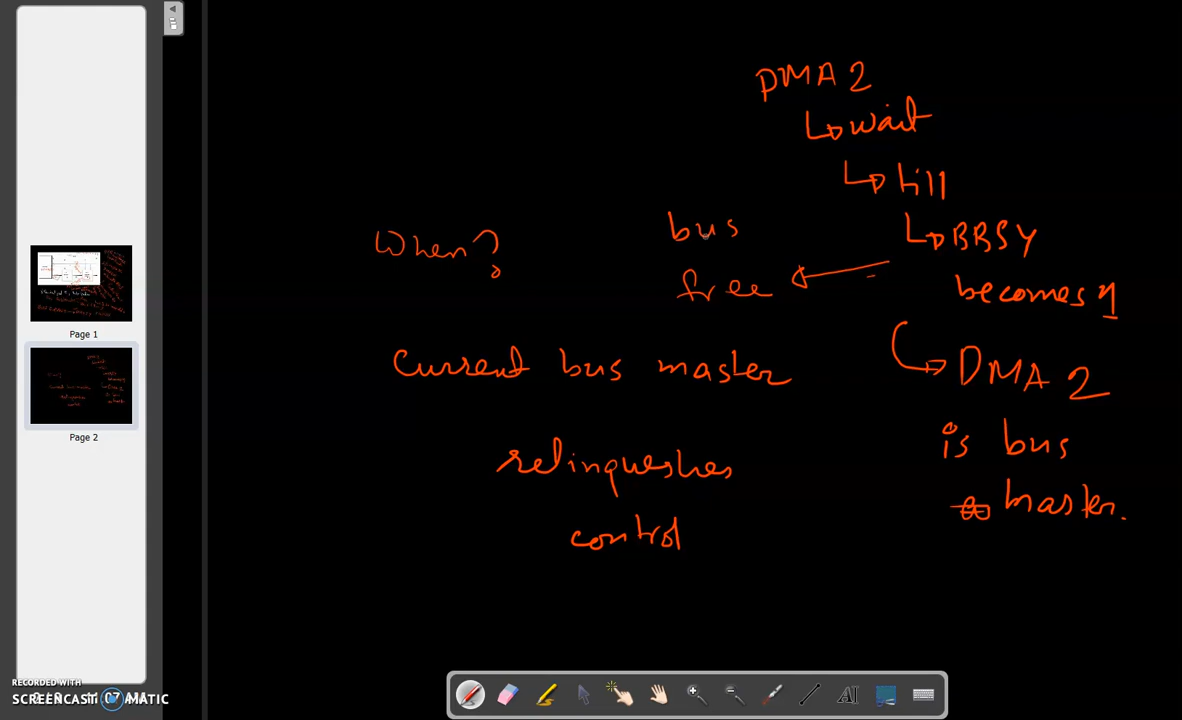 DMA 2
wait
till
BBSY
becomes 1
bus
free
When?
current bus master
relinqueshes
control
DMA 2
is bus
master.
Page 1
Page 2
RECORDED WITH
SCREENCAST MATIC